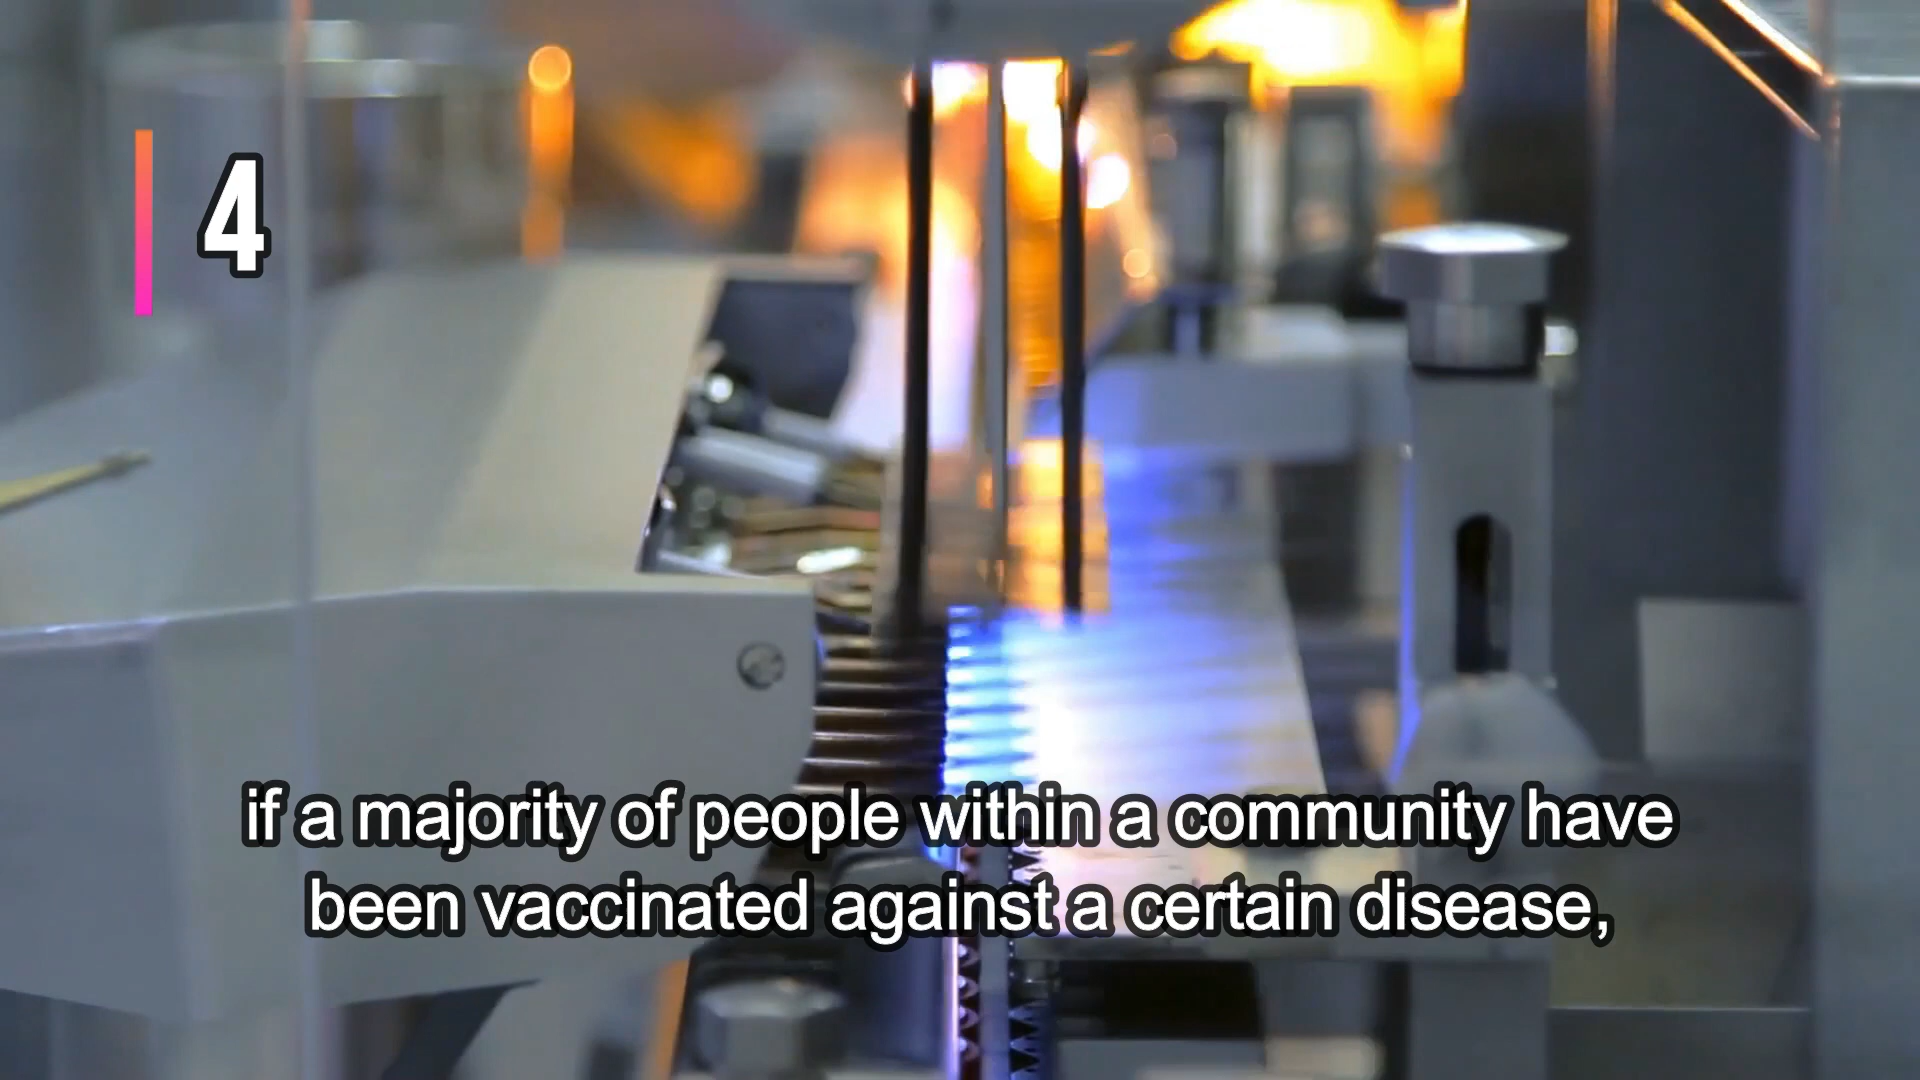 4
if a majority of people within a community have
been vaccinated against a certain disease,